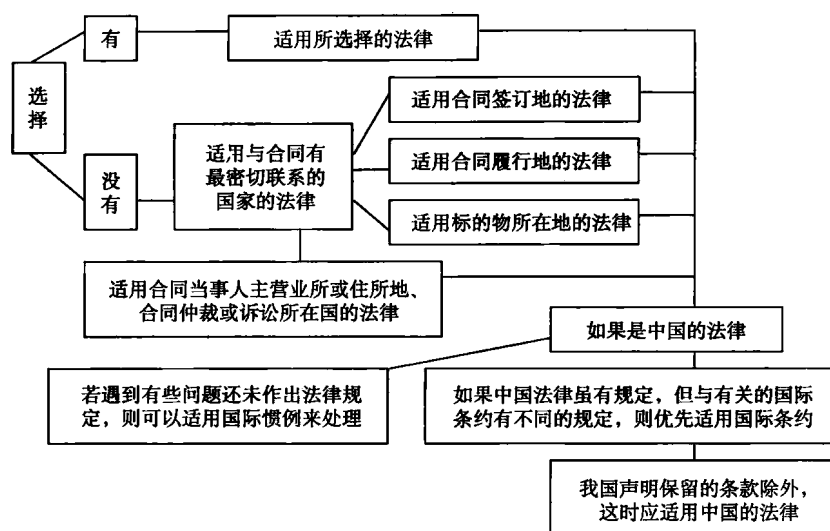 选
择
有
适用所选择的法律
没
有
适用与合同有
最密切联系的
国家的法律
适用合同签订地的法律
适用合同履行地的法律
适用标的物所在地的法律
适用合同当事人主营业所或住所地、
合同仲裁或诉讼所在国的法律
如果是中国的法律
若遇到有些问题还未作出法律规
定，则可以适用国际惯例来处理
如果中国法律虽有规定，但与有关的国际
条约有不同的规定，则优先适用国际条约
我国声明保留的条款除外，
这时应适用中国的法律